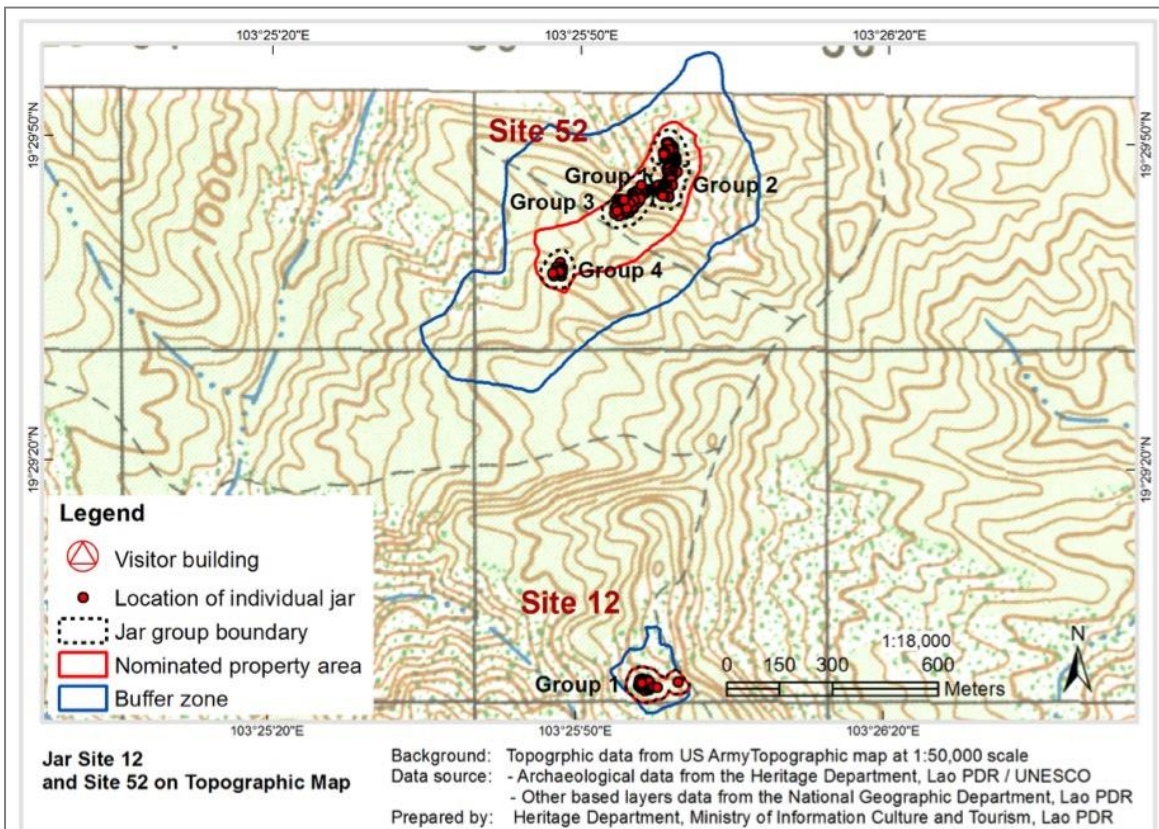 103°25'20"E
103°25'50"E
103°26'20"E
19°29'50"N
19°29'50"N
Site 52
1000
Group 1
Group 2
Group 3
Group 4
19°29'20"N
19°29'20"N
Legend
Visitor building
Location of individual jar
Jar group boundary
Nominated property area
Buffer zone
Site 12
Group 1
1:18,000
N
0 150 300 600
Meters
103°25'20"E
103°25'50"E
103°26'20"E
Jar Site 12
and Site 52 on Topographic Map
Background: Topogrphic data from US ArmyTopographic map at 1:50,000 scale
Data source: - Archaeological data from the Heritage Department, Lao PDR / UNESCO
- Other based layers data from the National Geographic Department, Lao PDR
Prepared by: Heritage Department, Ministry of Information Culture and Tourism, Lao PDR